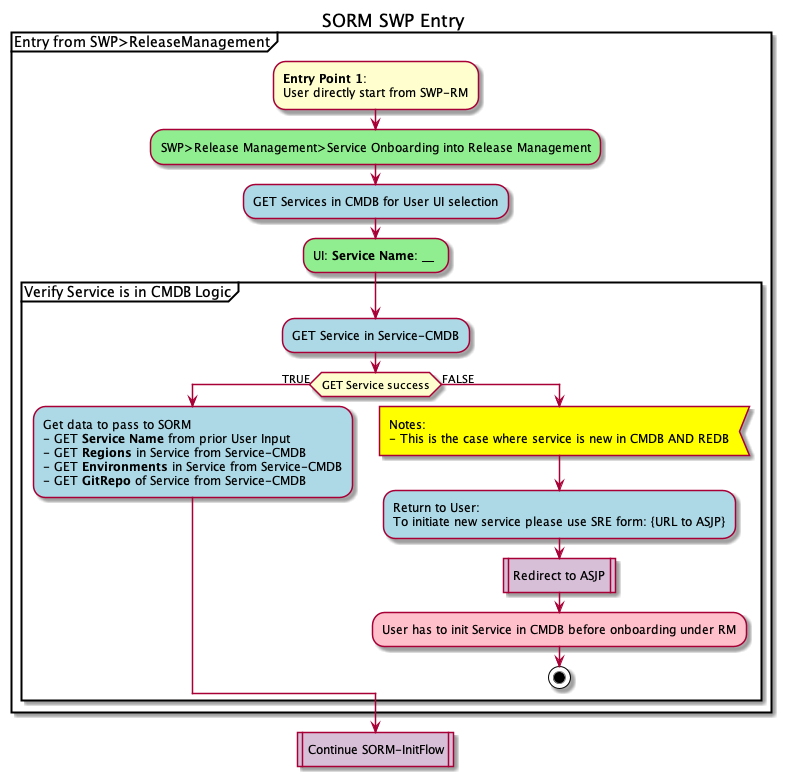 SORM SWP Entry
Entry from SWP>ReleaseManagement
Entry Point 1:
User directly start from SWP-RM
SWP>Release Management>Service Onboarding into Release Management
GET Services in CMDB for User UI selection
UI: Service Name: __
Verify Service is in CMDB Logic
GET Service in Service-CMDB
TRUE
GET Service success
FALSE
Get data to pass to SORM
- GET Service Name from prior User Input
- GET Regions in Service from Service-CMDB
- GET Environments in Service from Service-CMDB
- GET GitRepo of Service from Service-CMDB
Notes:
- This is the case where service is new in CMDB AND REDB
Return to User:
To initiate new service please use SRE form: {URL to ASJP}
Redirect to ASJP
User has to init Service in CMDB before onboarding under RM
Continue SORM-InitFlow